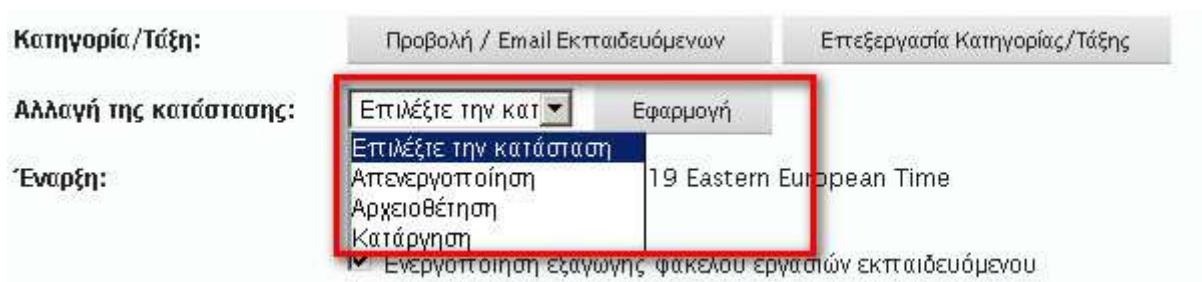 Κατηγορία/Τάξη: Προβολή / Email Εκπαιδευόμενων Επεξεργασία Κατηγορίας/Τάξης
Αλλαγή της κατάστασης: Επιλέξτε την κατ Εφαρμογή
Επιλέξτε την κατάσταση
Έναρξη: Απενεργοποίηση 19 Eastern European Time
Αρχειοθέτηση
Κατάργηση
Ενεργοποίηση εξαγωγής φακέλου εργασιών εκπαιδευόμενου